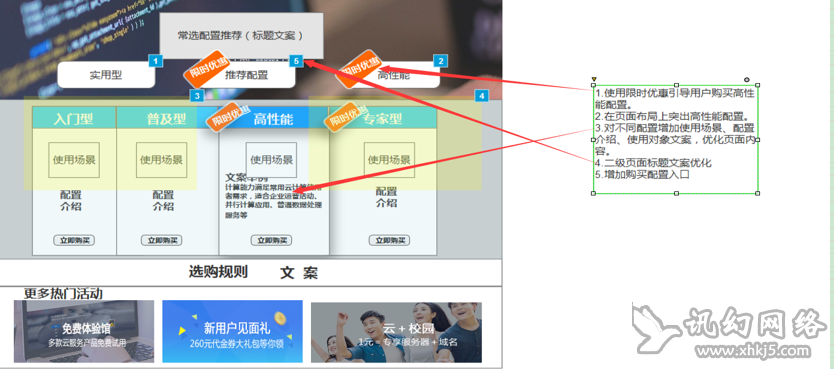 常选配置推荐（标题文案）
1
5
2
实用型
限时优惠
推荐配置
限时优惠
高性能
3
4
入门型
普及型
限时优惠
高性能
限时优惠
专家型
使用场景
使用场景
使用场景
使用场景
文案举例
计算能力满足常用云计算等使用
者需求，适合企业运营活动、
并行计算应用、普通数据处理
服务等
配置
介绍
配置
介绍
配置
介绍
立即购买
立即购买
立即购买
立即购买
选购规则
文 案
更多热门活动
免费体验馆
多款云服务产品免费试用
新用户见面礼
260元代金券大礼包等你领
云+校园
1元=专享服务器+域名
1.使用限时优惠引导用户购买高性
能配置。
2.在页面布局上突出高性能配置。
3.对不同配置增加使用场景、配置
介绍、使用对象文案，优化页面内
容。
4.二级页面标题文案优化
5.增加购买配置入口
讯幻网络
www.xhkj5.com